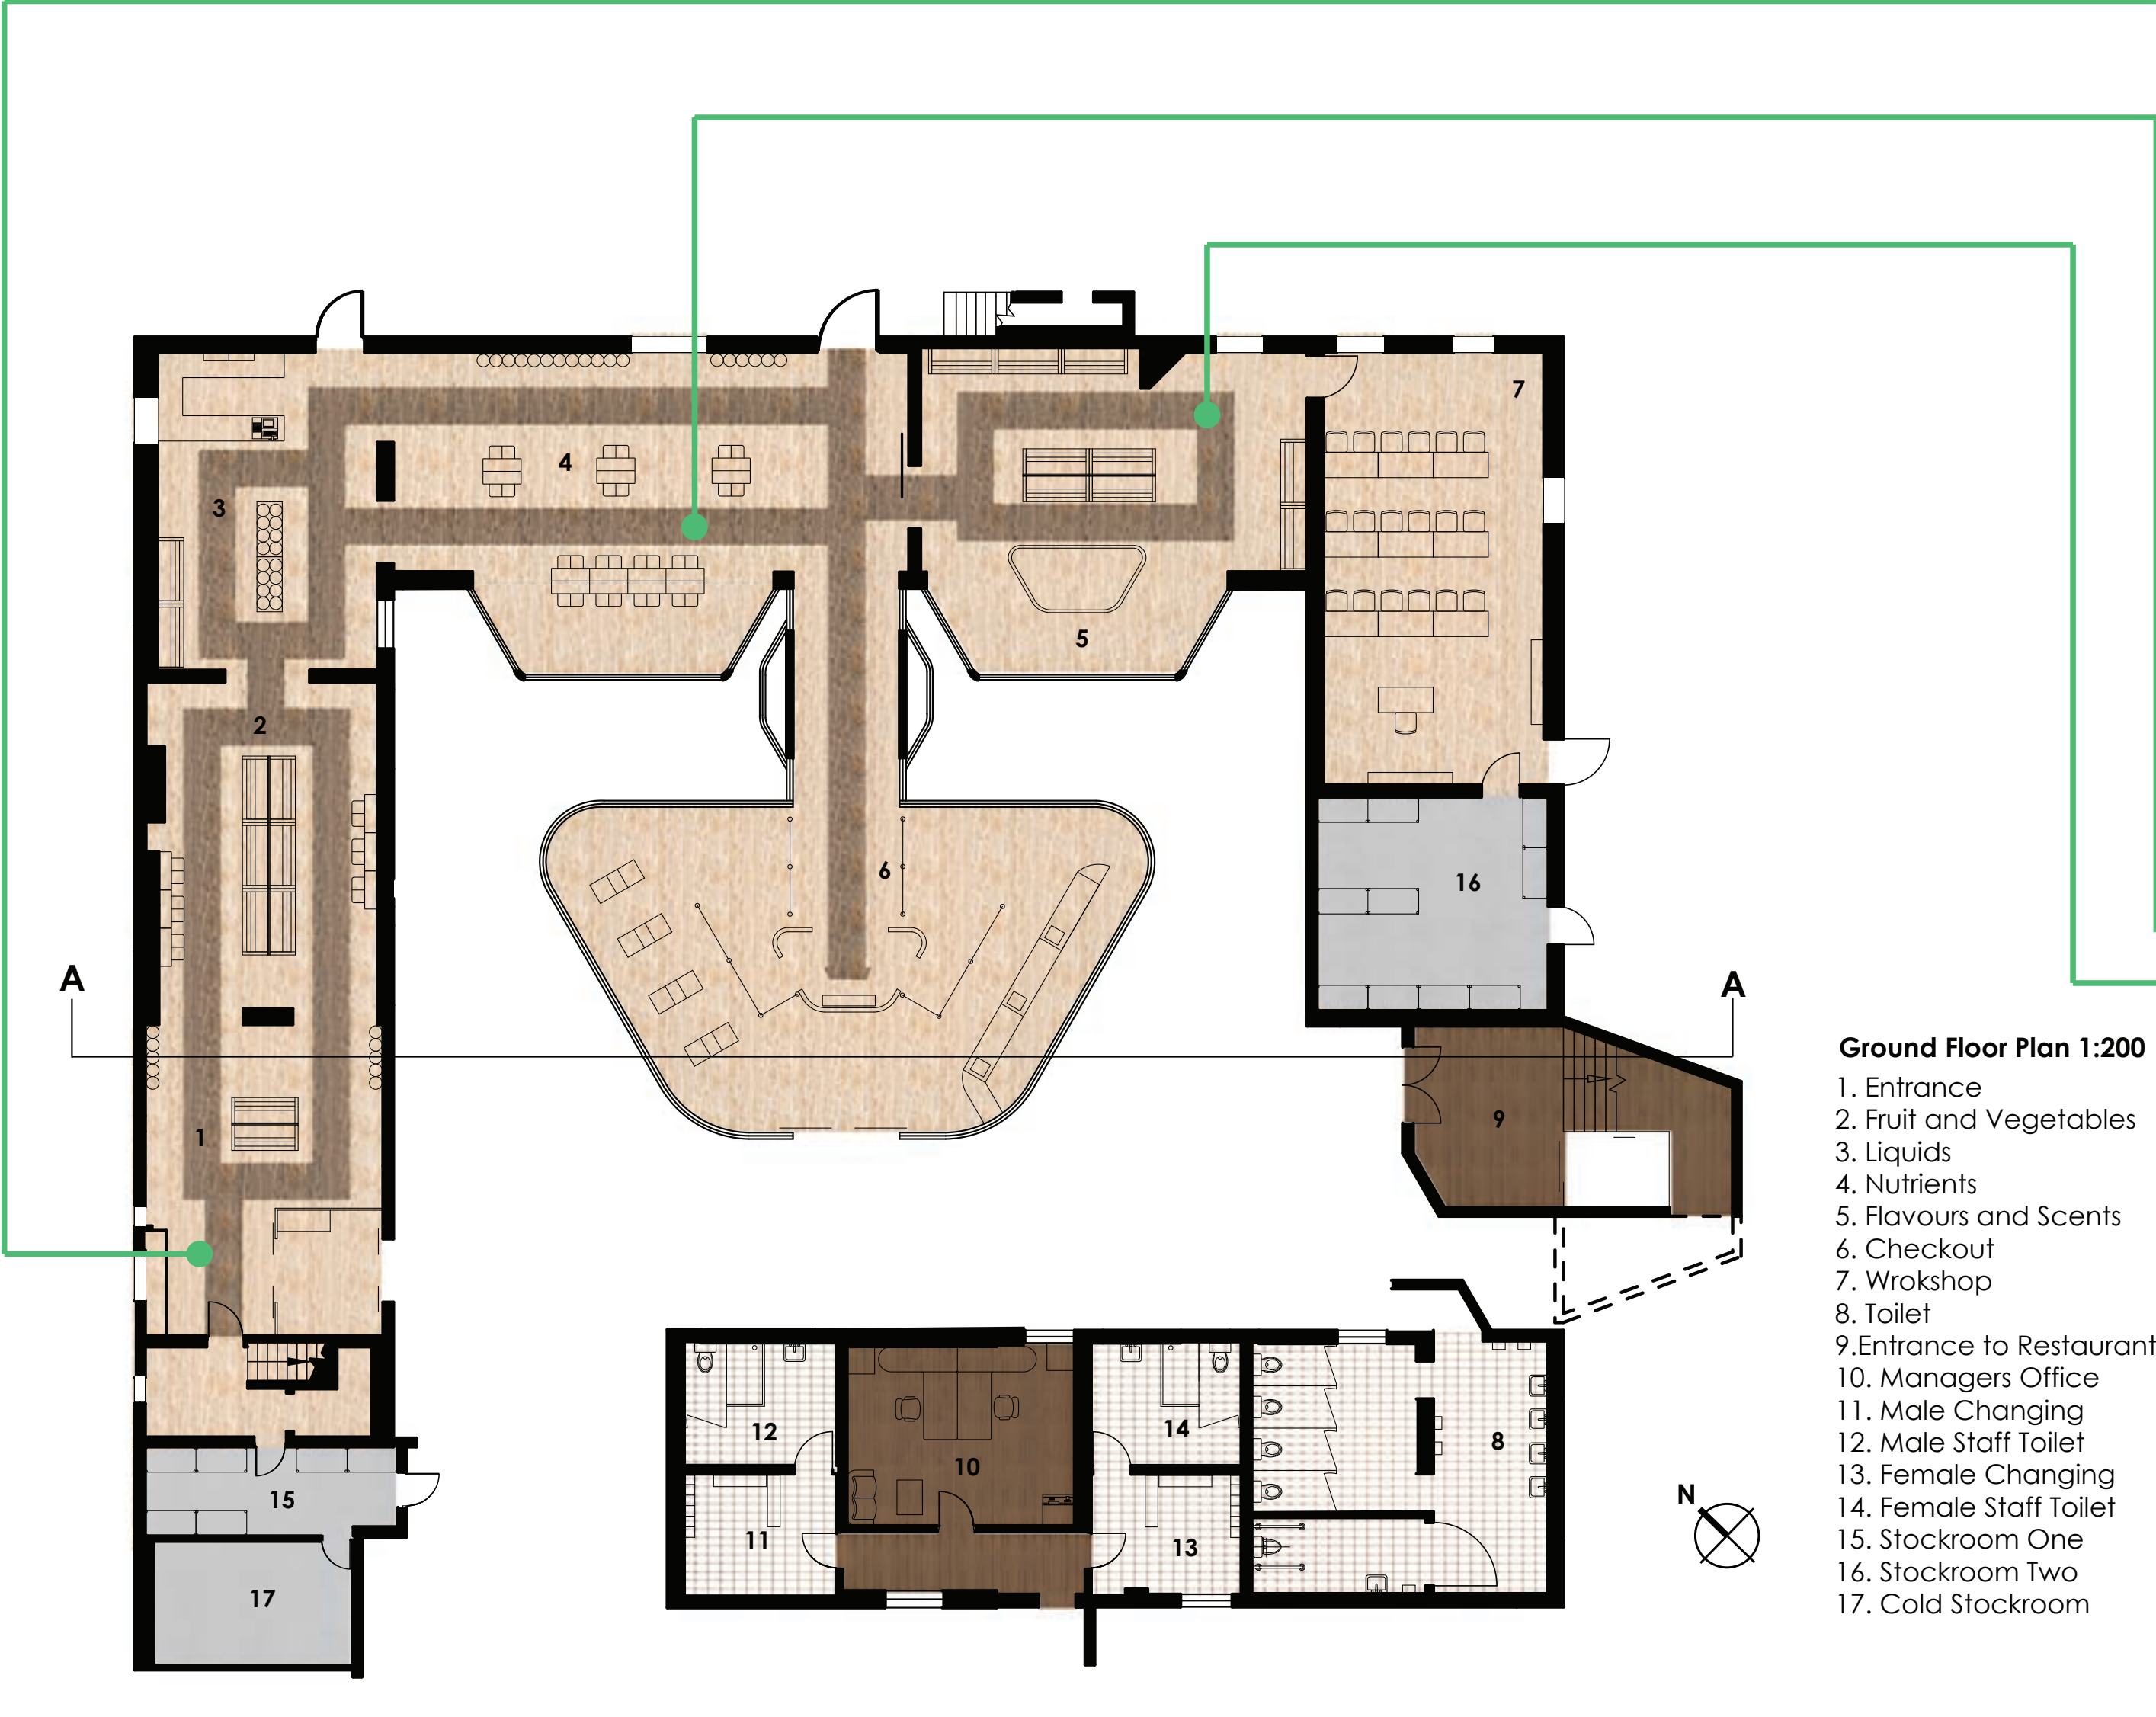 7
4
3
5
2
6
16
A
A
Ground Floor Plan 1:200
1. Entrance
2. Fruit and Vegetables
3. Liquids
4. Nutrients
5. Flavours and Scents
6. Checkout
7. Wrokshop
8. Toilet
9.Entrance to Restaurant
10. Managers Office
11. Male Changing
12. Male Staff Toilet
13. Female Changing
14. Female Staff Toilet
15. Stockroom One
16. Stockroom Two
17. Cold Stockroom
9
1
12
14
8
10
15
N
11
13
17